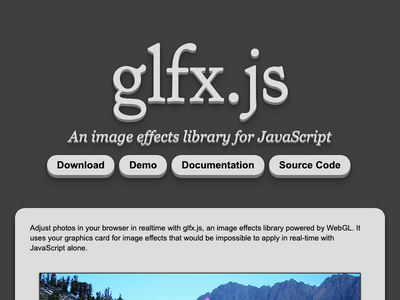 glfx.js
An image effects library for JavaScript
Download Demo Documentation Source Code
Adjust photos in your browser in realtime with glfx.js, an image effects library powered by WebGL. It
uses your graphics card for image effects that would be impossible to apply in real-time with
JavaScript alone.